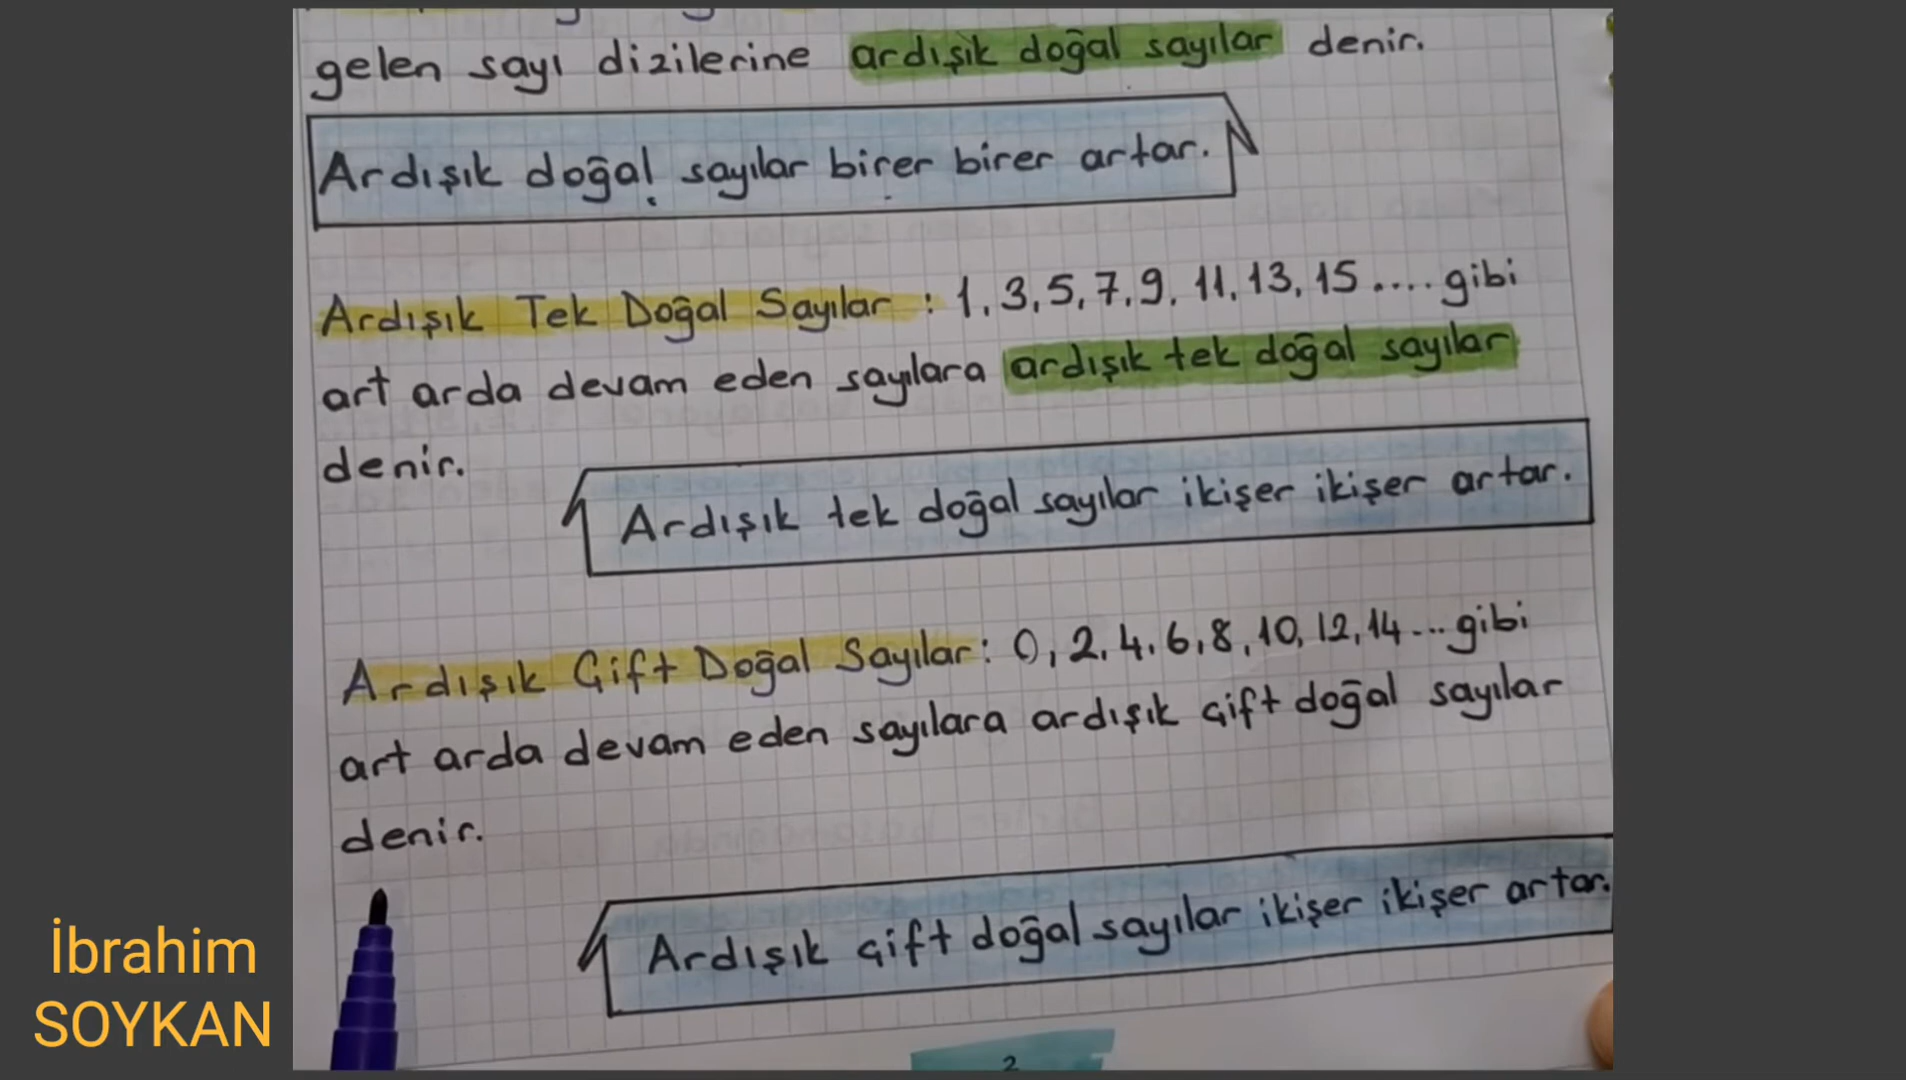 gelen sayı dizilerine ardışık doğal sayılar denir.
Ardışık doğal sayılar birer birer artar.
Ardışık Tek Doğal Sayılar : 1, 3, 5, 7, 9, 11, 13, 15 .... gibi
art arda devam eden sayılara ardışık tek doğal sayılar
denir.
Ardışık tek doğal sayılar ikişer ikişer artar.
Ardışık Çift Doğal Sayılar : 0, 2, 4, 6, 8, 10, 12, 14 ... gibi
art arda devam eden sayılara ardışık çift doğal sayılar
denir.
Ardışık çift doğal sayılar ikişer ikişer artar.
İbrahim
SOYKAN
2